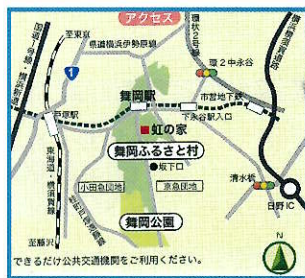 アクセス
至東京
国道1号線・横浜新道
県道横浜伊勢原線
環状2号線
環2中永谷
舞岡駅
市営地下鉄
戸塚駅
下永谷駅入口
虹の家
舞岡ふるさと村
坂下口
小田急団地
京急団地
清水橋
日野IC
東海道・横須賀線
舞岡公園
至藤沢
N
できるだけ公共交通機関をご利用ください。